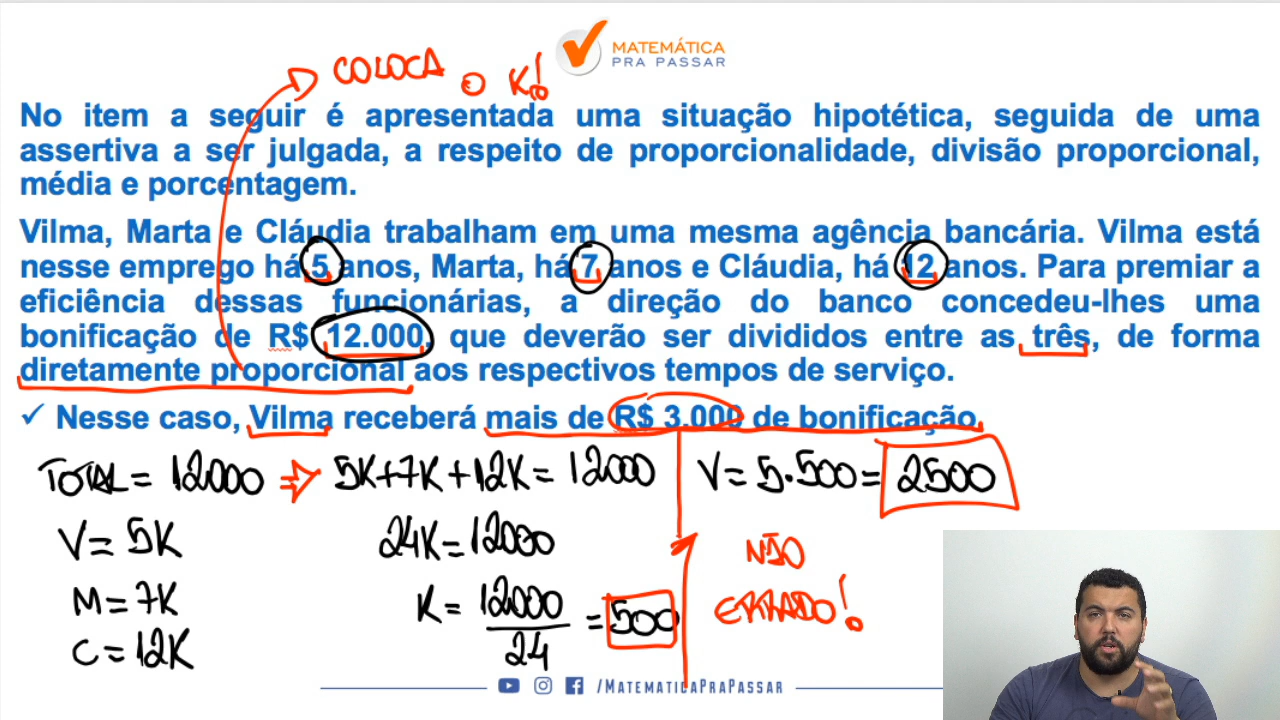 MATEMÁTICA
PRA PASSAR
COLOCA O K!
No item a seguir é apresentada uma situação hipotética, seguida de uma
assertiva a ser julgada, a respeito de proporcionalidade, divisão proporcional,
média e porcentagem.
Vilma, Marta e Cláudia trabalham em uma mesma agência bancária. Vilma está
nesse emprego há 5 anos, Marta, há 7 anos e Cláudia, há 12 anos. Para premiar a
eficiência dessas funcionárias, a direção do banco concedeu-lhes uma
bonificação de R$ 12.000, que deverão ser divididos entre as três, de forma
diretamente proporcional aos respectivos tempos de serviço.
✓ Nesse caso, Vilma receberá mais de R$ 3.000 de bonificação.
TOTAL = 12000 ⇒ 5K+7K+12K = 12000
V = 5K
M = 7K
C = 12K
24K = 12000
K = 12000/24 = 500
V = 5.500 = 2500
NÃO
ERRADO!
/MATEMATICAPRAPASSAR